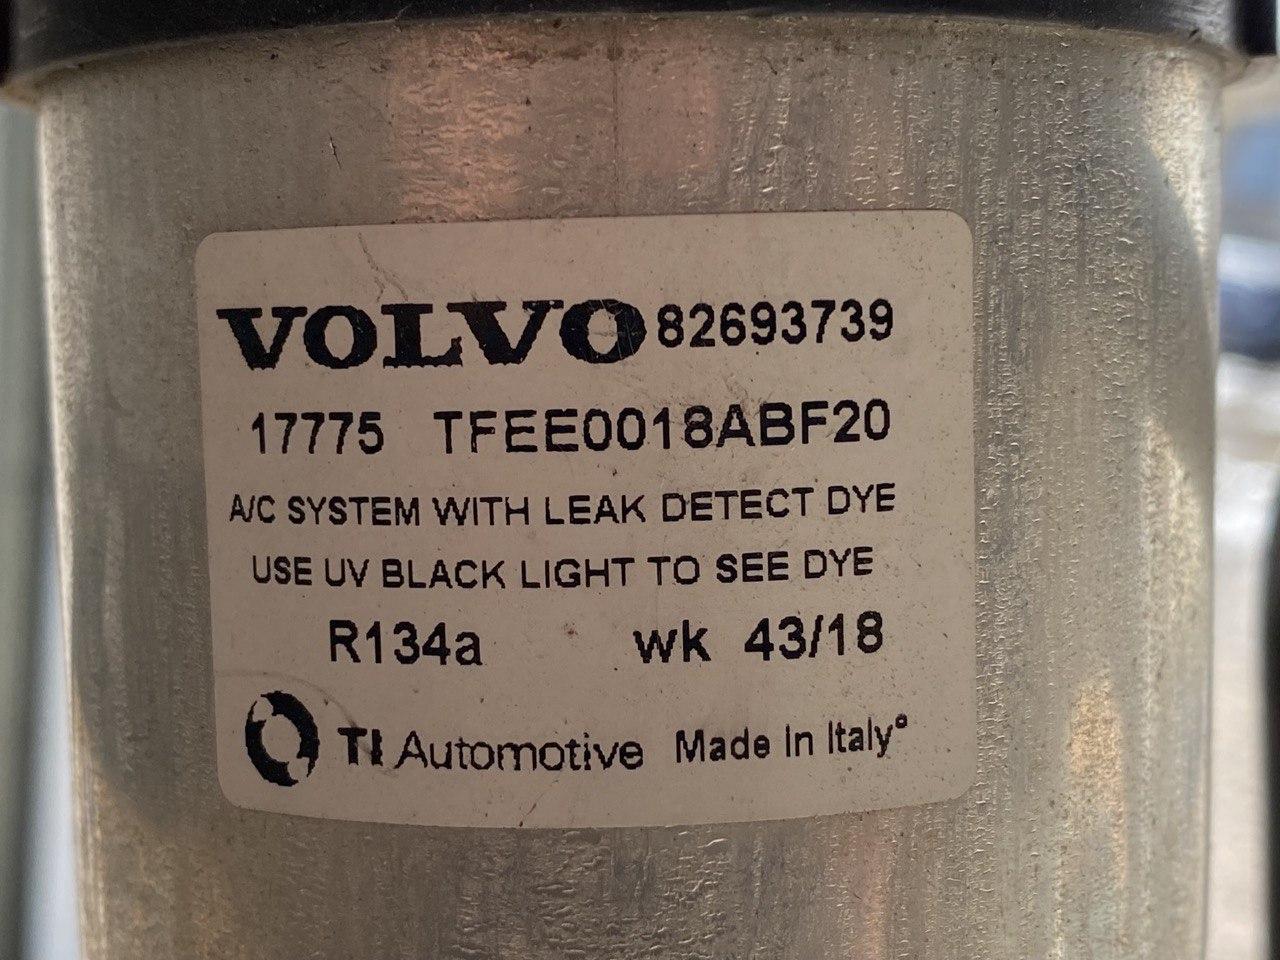 VOLVO 82693739
17775 TFEE0018ABF20
A/C SYSTEM WITH LEAK DETECT DYE
USE UV BLACK LIGHT TO SEE DYE
R134a wk 43/18
TI Automotive Made In Italy°